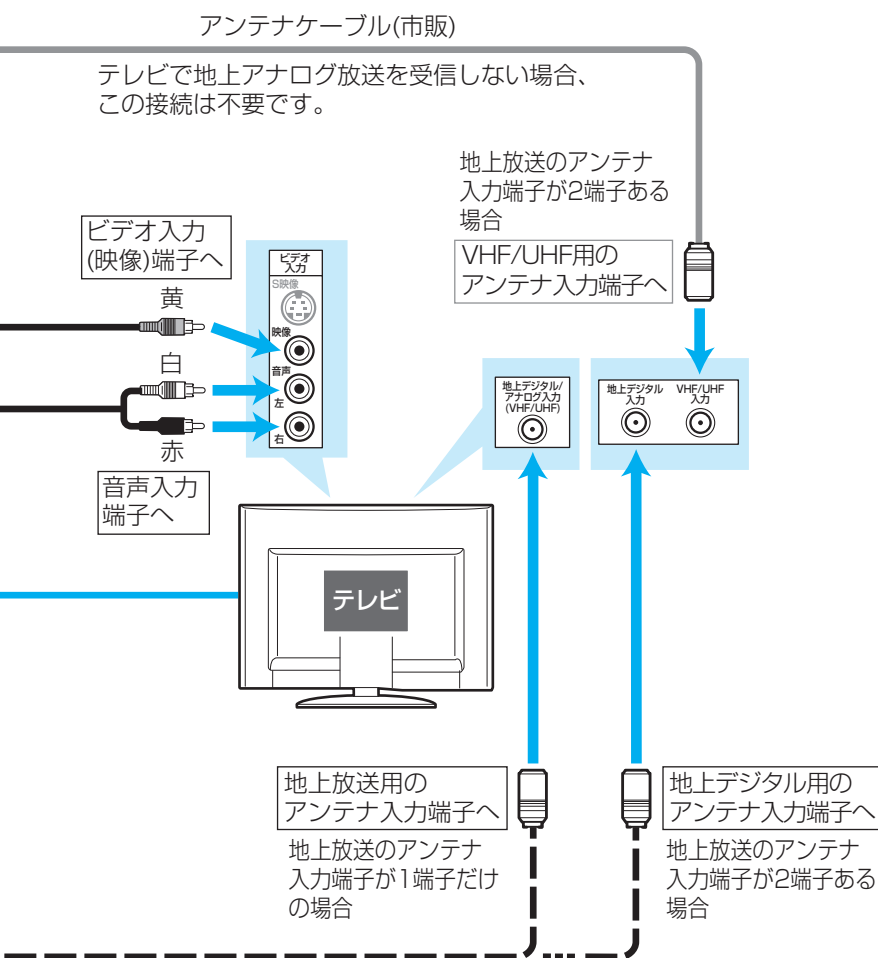 アンテナケーブル(市販)
テレビで地上アナログ放送を受信しない場合、
この接続は不要です。
地上放送のアンテナ
入力端子が2端子ある
場合
VHF/UHF用の
アンテナ入力端子へ
ビデオ入力
(映像)端子へ
黄
白
赤
音声入力
端子へ
ビデオ
入力
S映像
映像
音声
左
右
地上デジタル/
アナログ入力
(VHF/UHF)
地上デジタル
入力
VHF/UHF
入力
テレビ
地上放送用の
アンテナ入力端子へ
地上放送のアンテナ
入力端子が1端子だけ
の場合
地上デジタル用の
アンテナ入力端子へ
地上放送のアンテナ
入力端子が2端子ある
場合